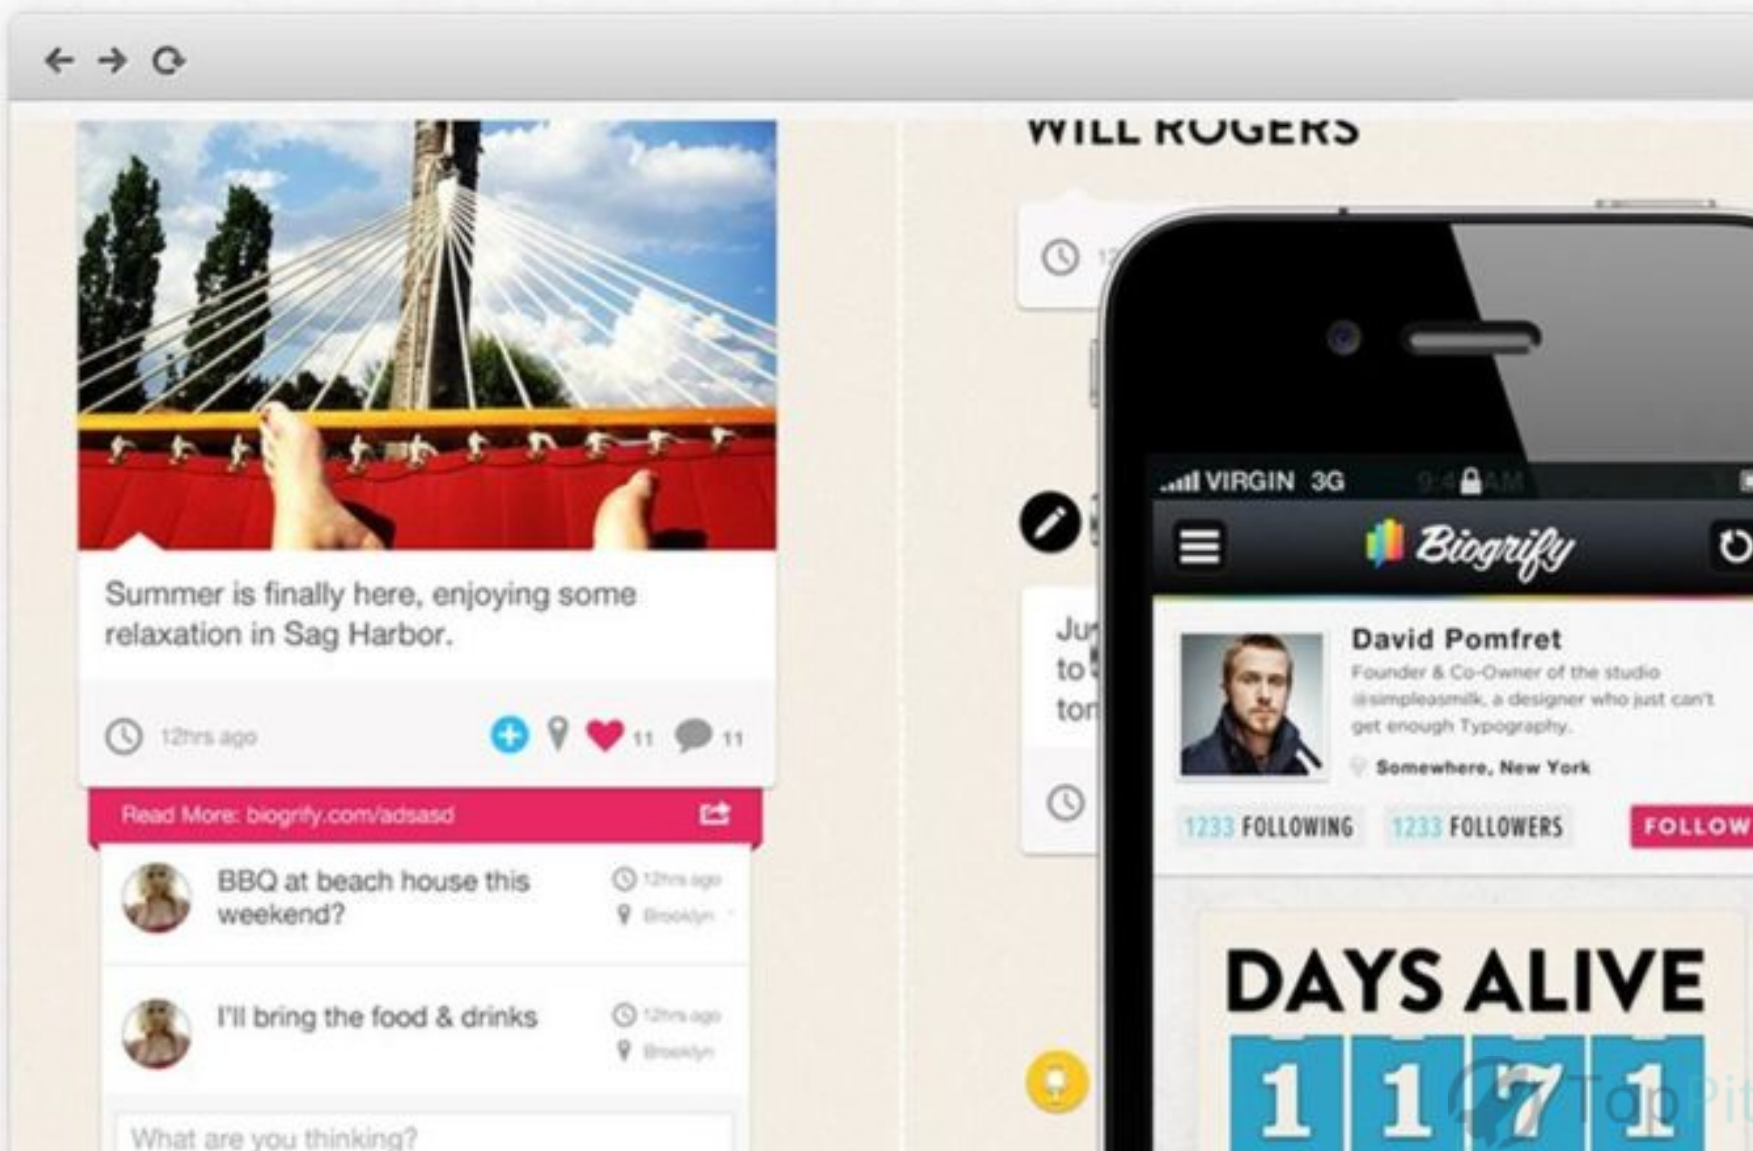 WILL ROGERS
Summer is finally here, enjoying some
relaxation in Sag Harbor.
12hrs ago
11
11
Read More: biogrify.com/adsasd
BBQ at beach house this
weekend?
12hrs ago
Brooklyn
I'll bring the food & drinks
12hrs ago
Brooklyn
What are you thinking?
to
VIRGIN 3G
Biogrify
David Pomfret
Founder & Co-Owner of the studio
@simpleasmilk, a designer who just can't
get enough Typography.
Somewhere, New York
1233 FOLLOWING
1233 FOLLOWERS
FOLLOW
DAYS ALIVE
1 1 7 1